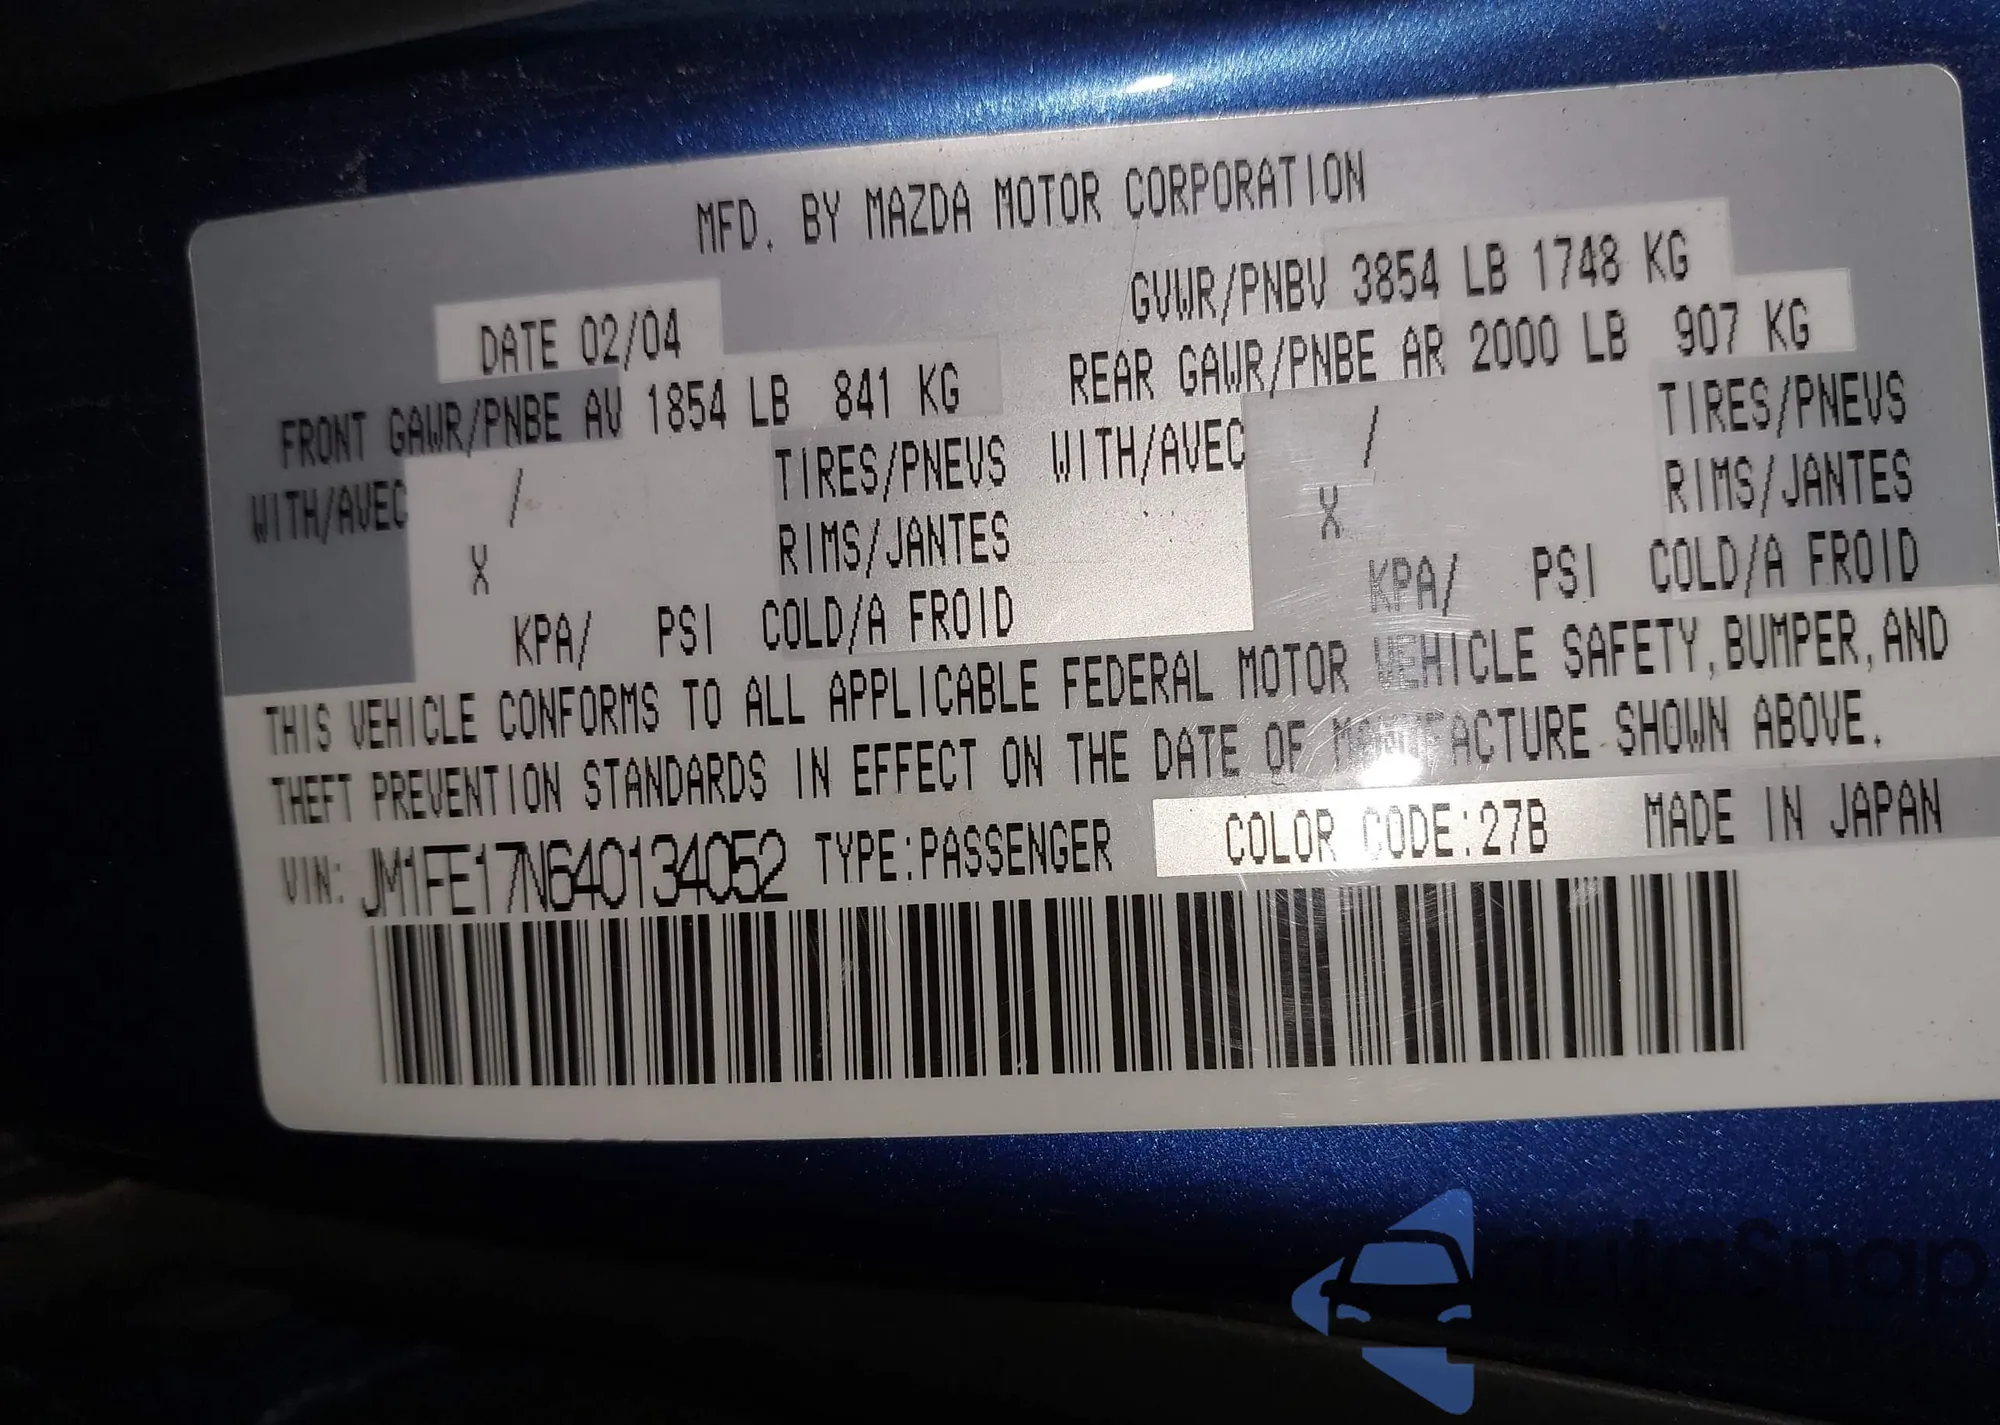 MFD. BY MAZDA MOTOR CORPORATION
DATE 02/04
GVWR/PNBV 3854 LB 1748 KG
FRONT GAWR/PNBE AV 1854 LB 841 KG
REAR GAWR/PNBE AR 2000 LB 907 KG
WITH/AVEC / TIRES/PNEUS
WITH/AVEC / TIRES/PNEUS
X RIMS/JANTES
X RIMS/JANTES
KPA/ PSI COLD/A FROID
KPA/ PSI COLD/A FROID
THIS VEHICLE CONFORMS TO ALL APPLICABLE FEDERAL MOTOR VEHICLE SAFETY, BUMPER, AND
THEFT PREVENTION STANDARDS IN EFFECT ON THE DATE OF MANUFACTURE SHOWN ABOVE.
VIN: JM1FE17N640134052 TYPE:PASSENGER COLOR CODE:27B MADE IN JAPAN
autoSnap